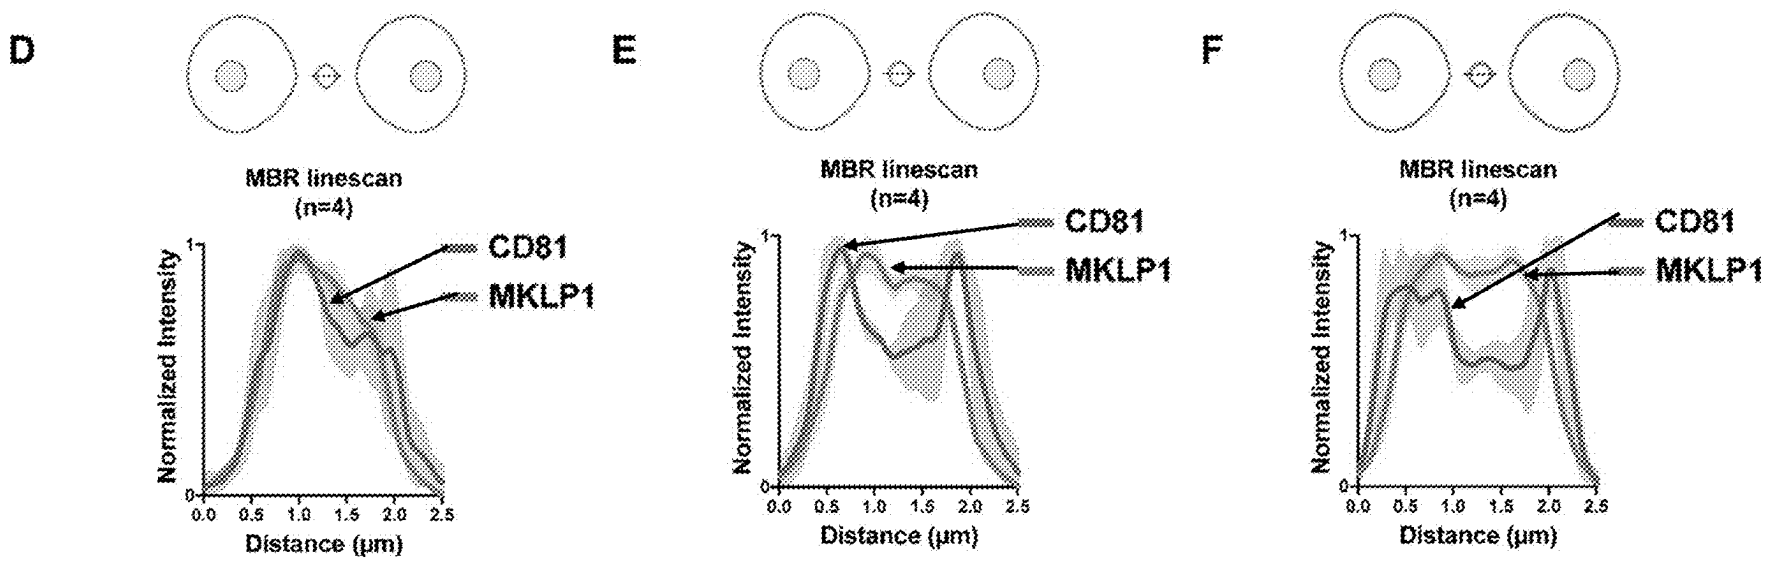 D
MBR linescan
(n=4)
CD81
MKLP1
Normalized Intensity
1
0
0.0 0.5 1.0 1.5 2.0 2.5
Distance (µm)
E
MBR linescan
(n=4)
CD81
MKLP1
Normalized Intensity
1
0
0.0 0.5 1.0 1.5 2.0 2.5
Distance (µm)
F
MBR linescan
(n=4)
CD81
MKLP1
Normalized Intensity
1
0
0.0 0.5 1.0 1.5 2.0 2.5
Distance (µm)